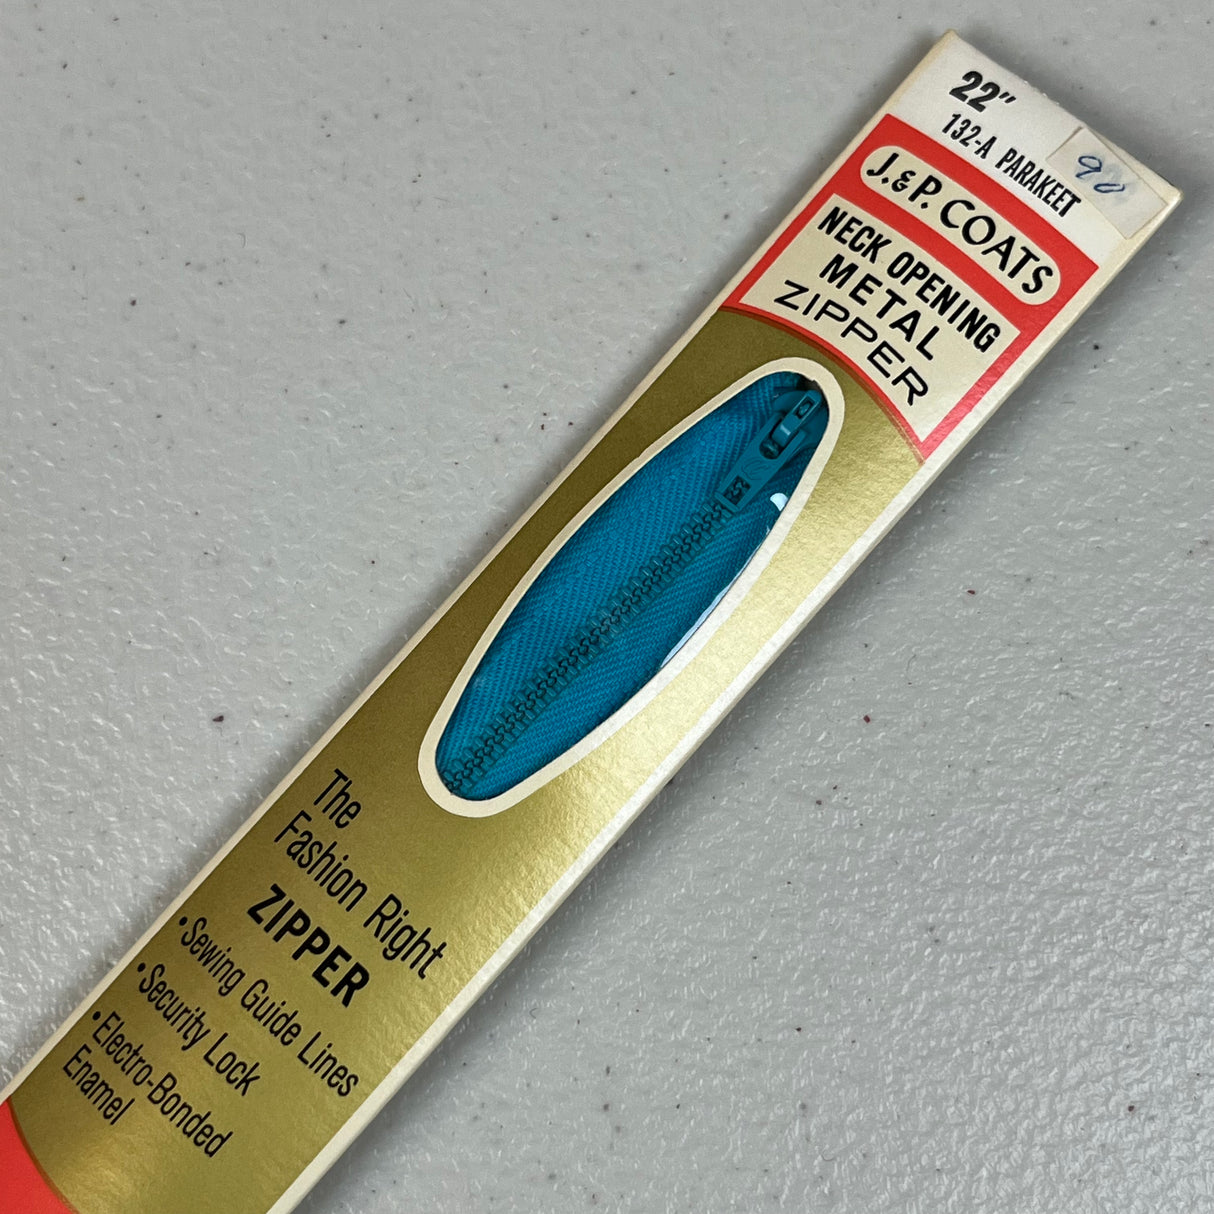 22"
132-A PARAKEET
90
J.&P. COATS
NECK OPENING
METAL
ZIPPER
The
Fashion Right
ZIPPER
•Sewing Guide Lines
•Security Lock
•Electro-Bonded
Enamel